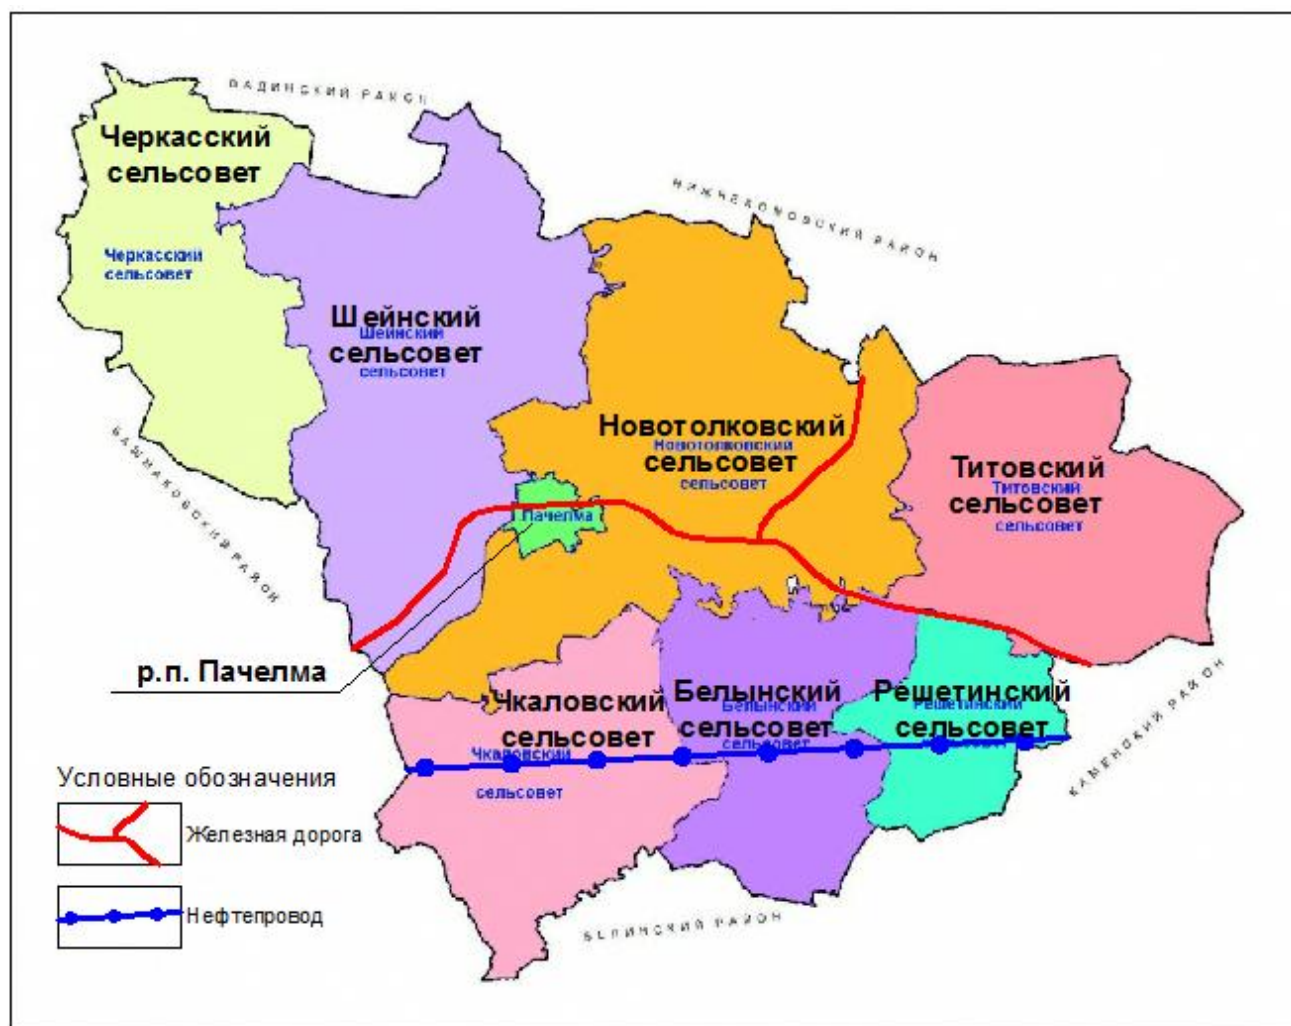 ВАДИНСКИЙ РАЙОН
Черкасский
сельсовет
НИЖНЕЛОМОВСКИЙ РАЙОН
Черкасский
сельсовет
Шейнский
Шейнский
сельсовет
сельсовет
Новотолковский
Новотолковский
сельсовет
сельсовет
Титовский
Титовский
сельсовет
сельсовет
БАШМАКОВСКИЙ РАЙОН
Пачелма
р.п. Пачелма
Чкаловский
сельсовет
Чкаловский
сельсовет
Белынский
Белынский
сельсовет
сельсовет
Решетинский
Решетинский
сельсовет
КАМЕНСКИЙ РАЙОН
Условные обозначения
Железная дорога
Нефтепровод
БЕЛИНСКИЙ РАЙОН